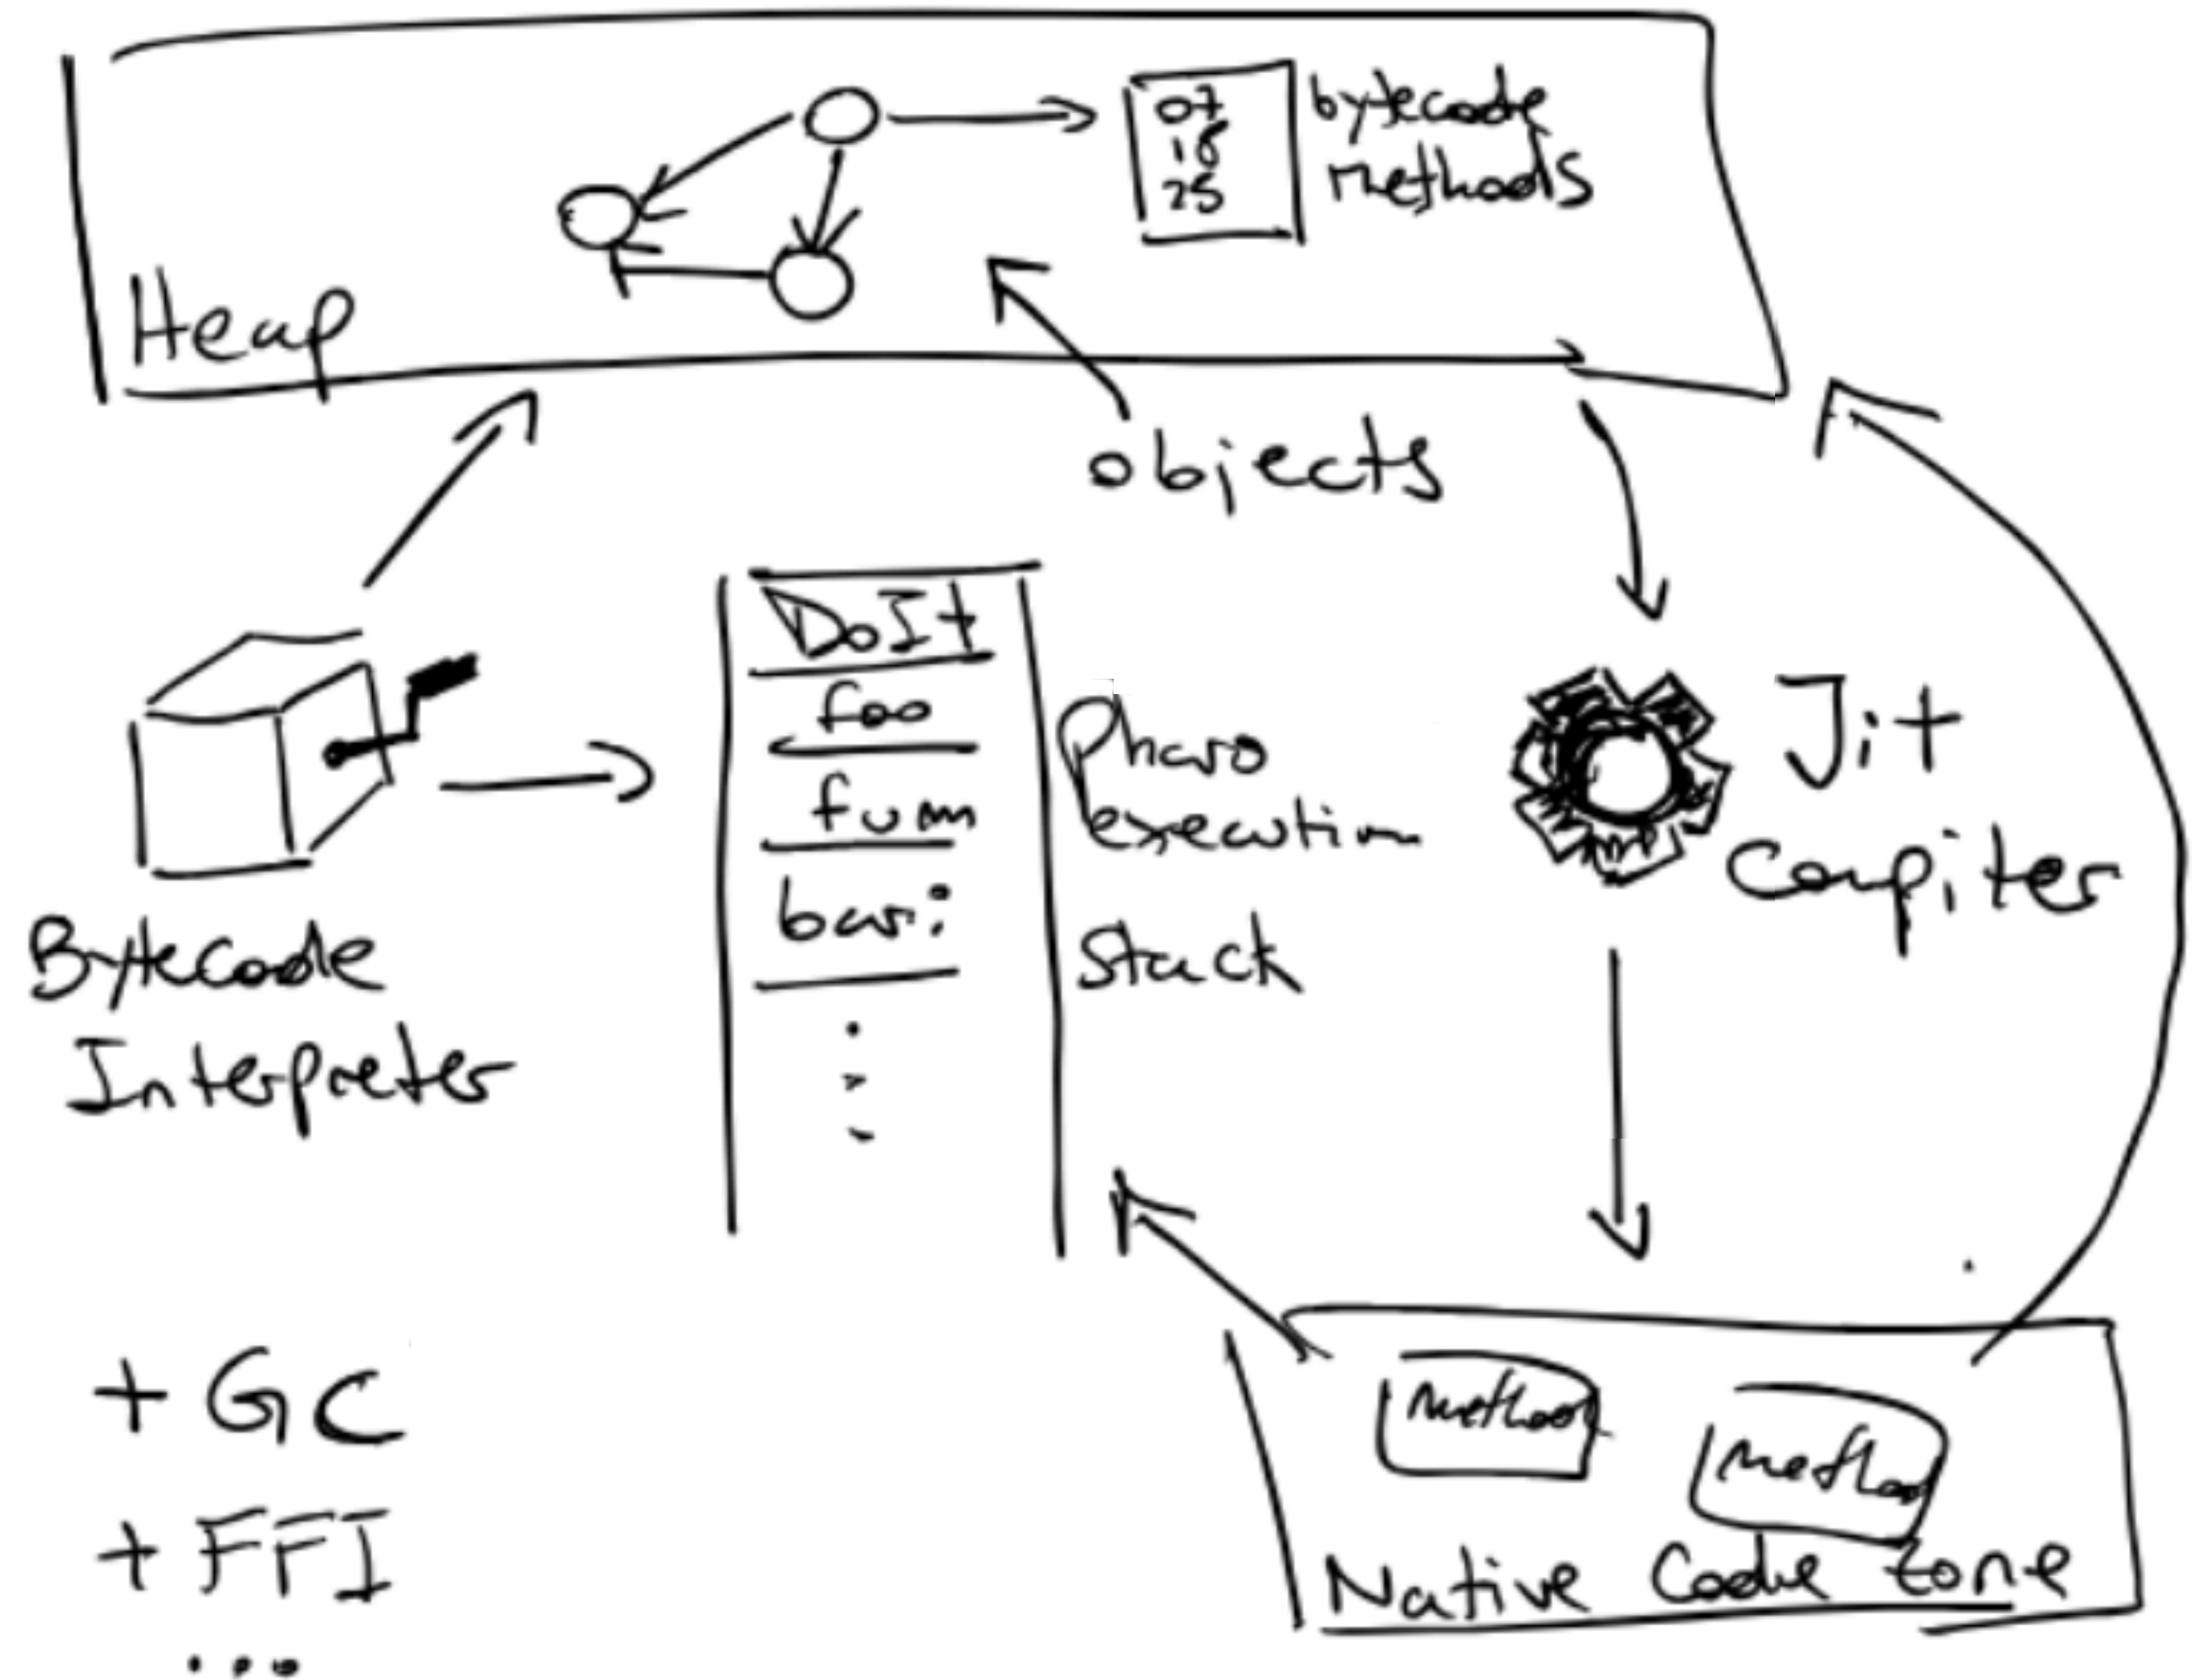 07
18
25
bytecode
methods
Heap
objects
DoIt
foo
fum
bar:
Pharo
execution
stack
Jit
Compiler
Bytecode
Interpreter
+ GC
+ FFI
...
method
method
Native Code Zone